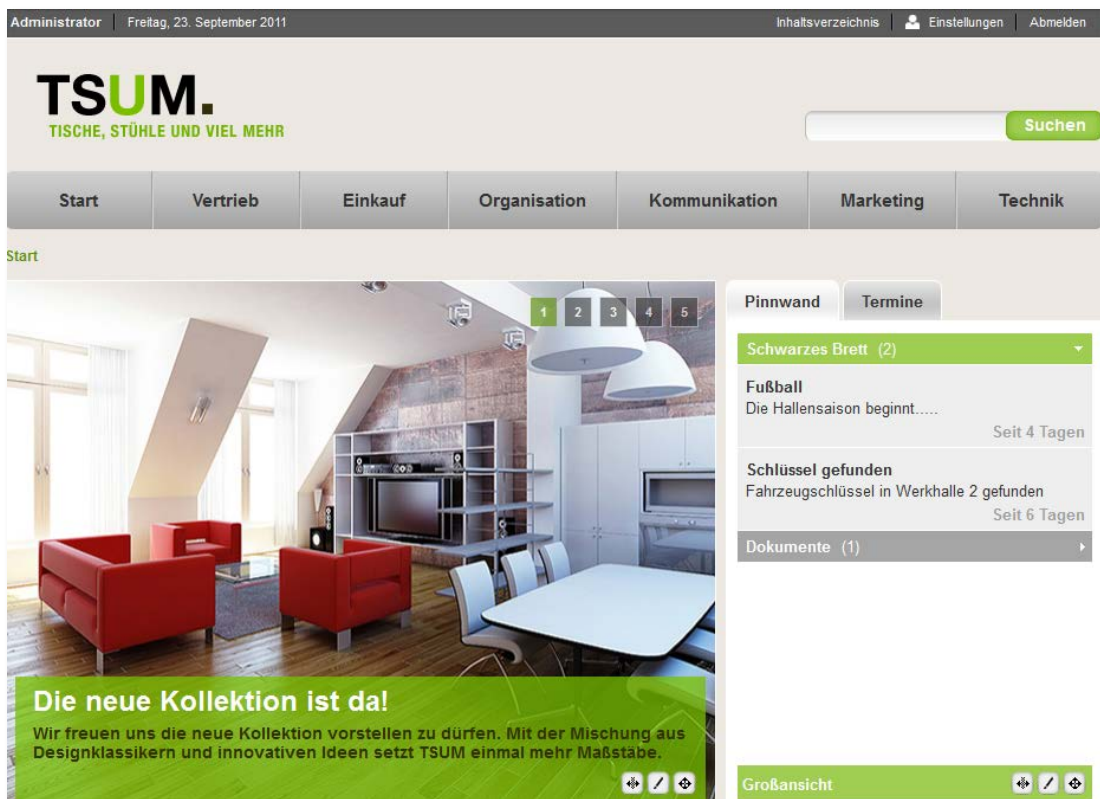 Administrator Freitag, 23. September 2011 Inhaltsverzeichnis Einstellungen Abmelden
TSUM.
TISCHE, STÜHLE UND VIEL MEHR
Suchen
Start Vertrieb Einkauf Organisation Kommunikation Marketing Technik
Start
1 2 3 4 5
Die neue Kollektion ist da!
Wir freuen uns die neue Kollektion vorstellen zu dürfen. Mit der Mischung aus
Designklassikern und innovativen Ideen setzt TSUM einmal mehr Maßstäbe.
Pinnwand Termine
Schwarzes Brett (2)
Fußball
Die Hallensaison beginnt.....
Seit 4 Tagen
Schlüssel gefunden
Fahrzeugschlüssel in Werkhalle 2 gefunden
Seit 6 Tagen
Dokumente (1)
Großansicht